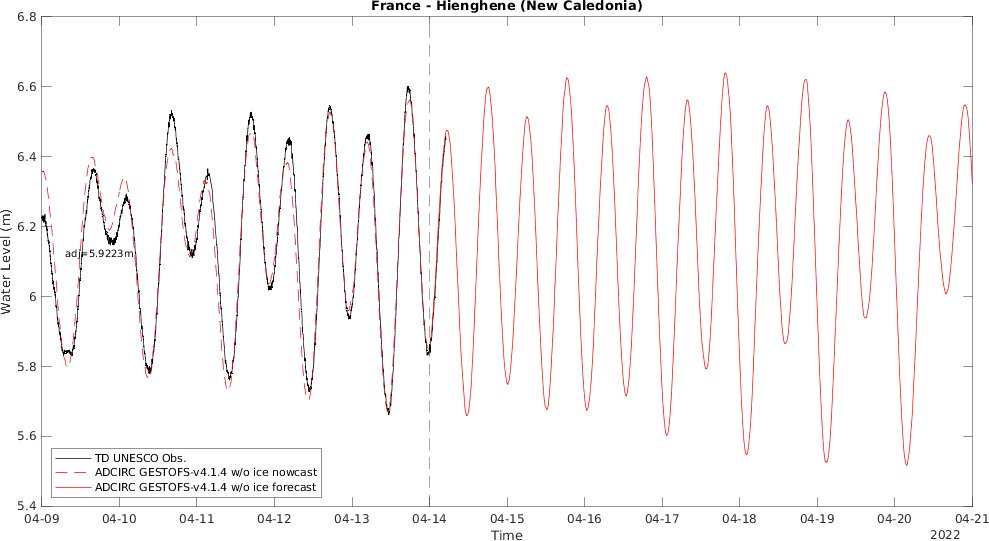 France - Hienghene (New Caledonia)
6.8
6.6
6.4
6.2
6
5.8
5.6
5.4
Water Level (m)
adj=5.9223m
TD UNESCO Obs.
ADCIRC GESTOFS-v4.1.4 w/o ice nowcast
ADCIRC GESTOFS-v4.1.4 w/o ice forecast
04-09 04-10 04-11 04-12 04-13 04-14 04-15 04-16 04-17 04-18 04-19 04-20 04-21
Time
2022